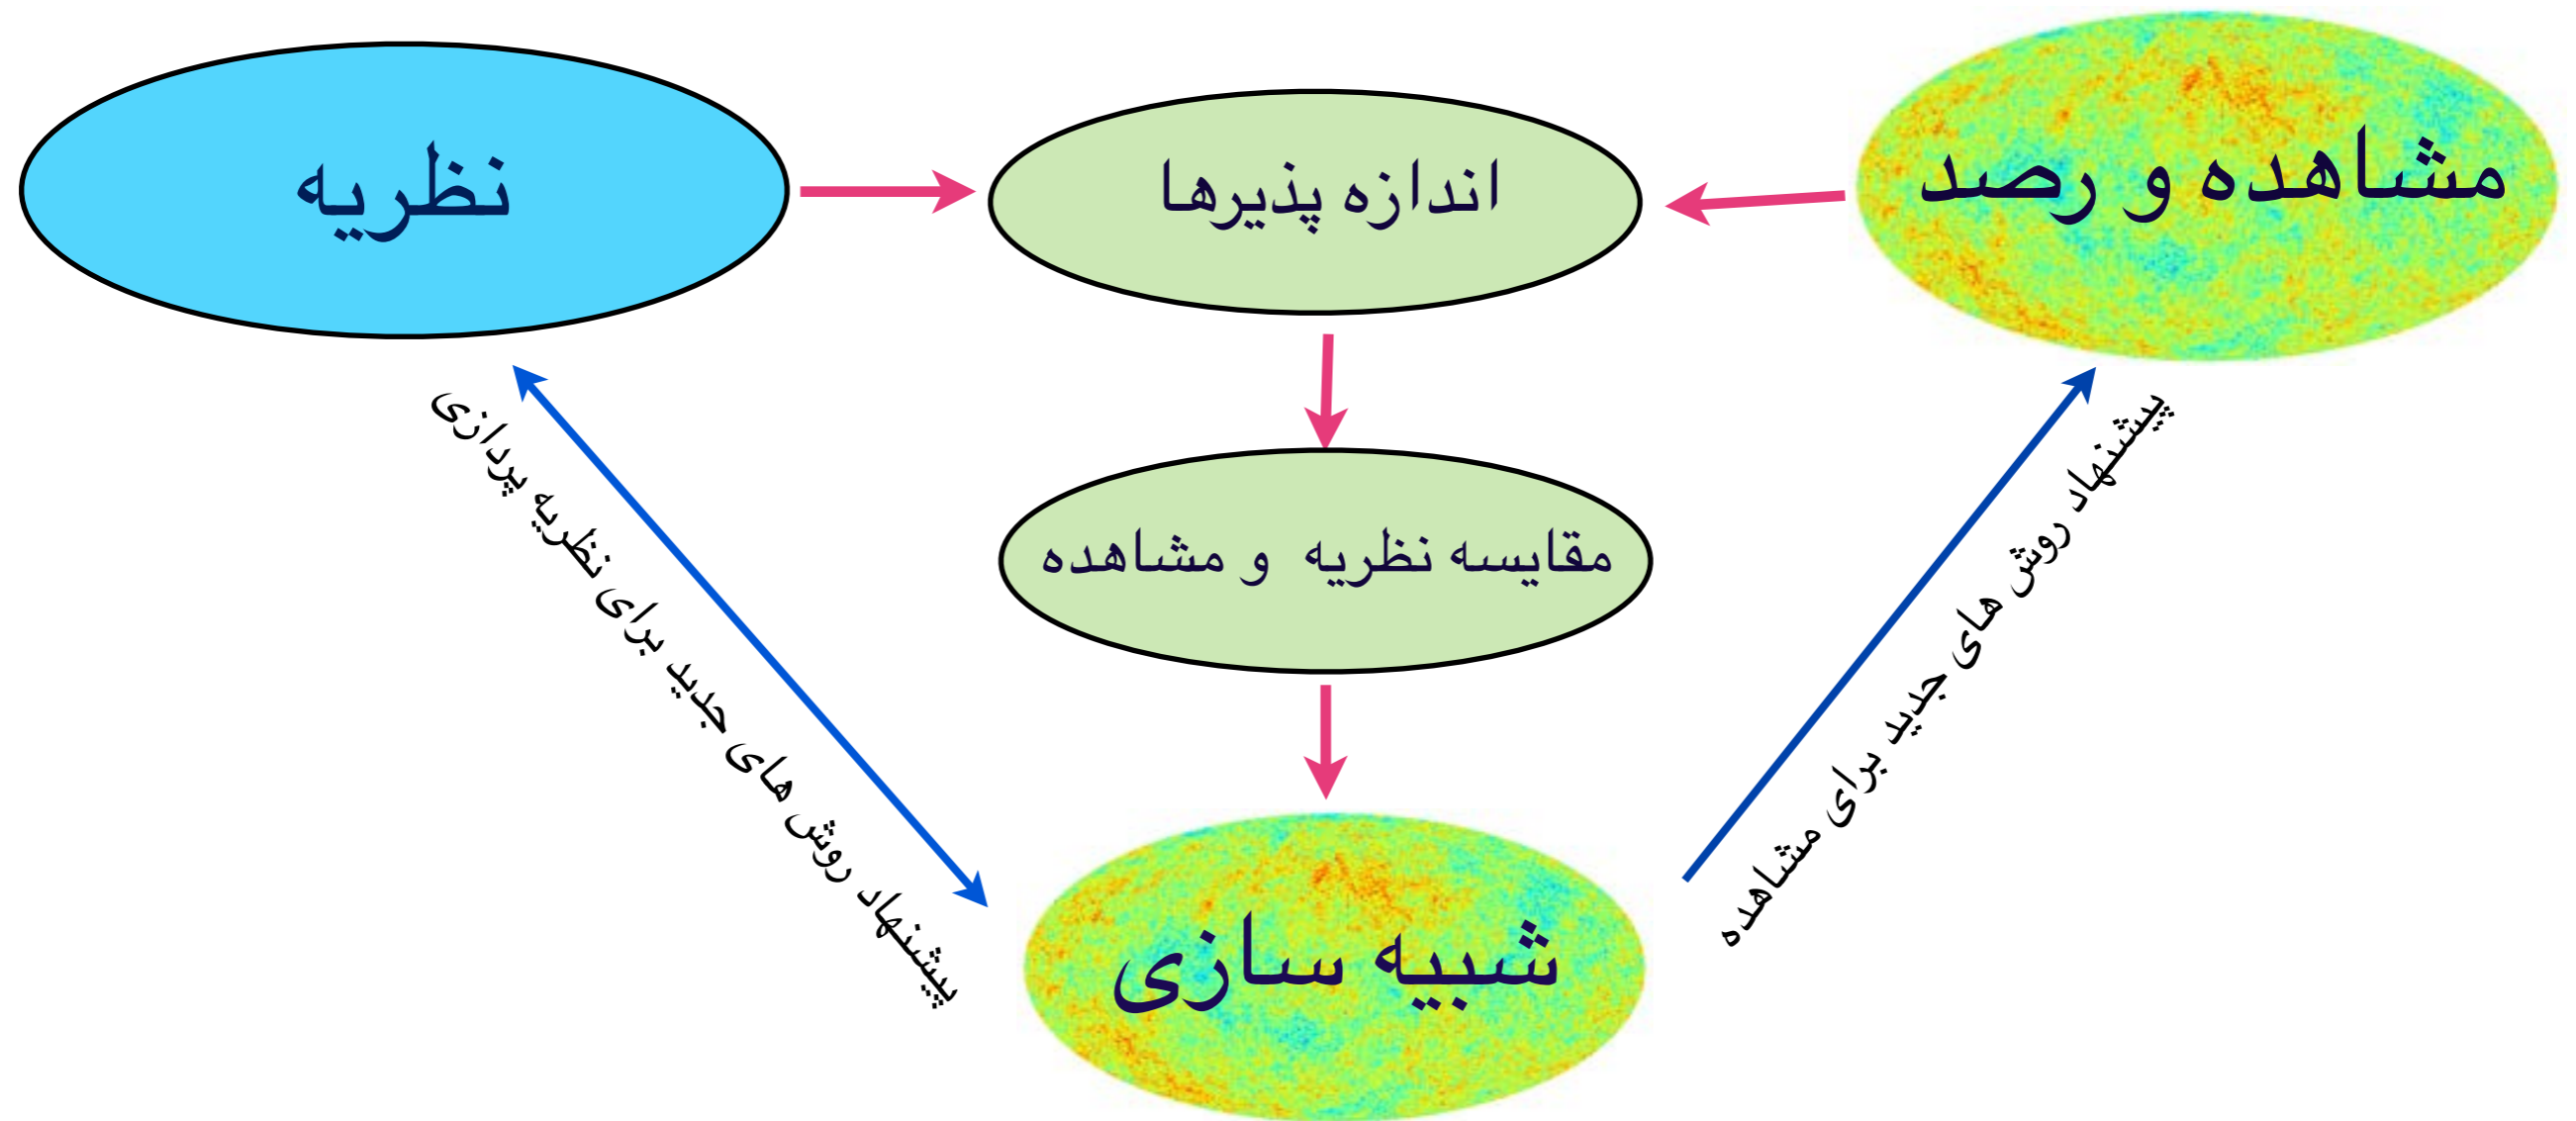 مشاهده و رصد
اندازه پذیرها
نظریه
مقایسه نظریه و مشاهده
شبیه سازی
پیشنهاد روش های جدید برای مشاهده
پیشنهاد روش های جدید برای نظریه پردازی